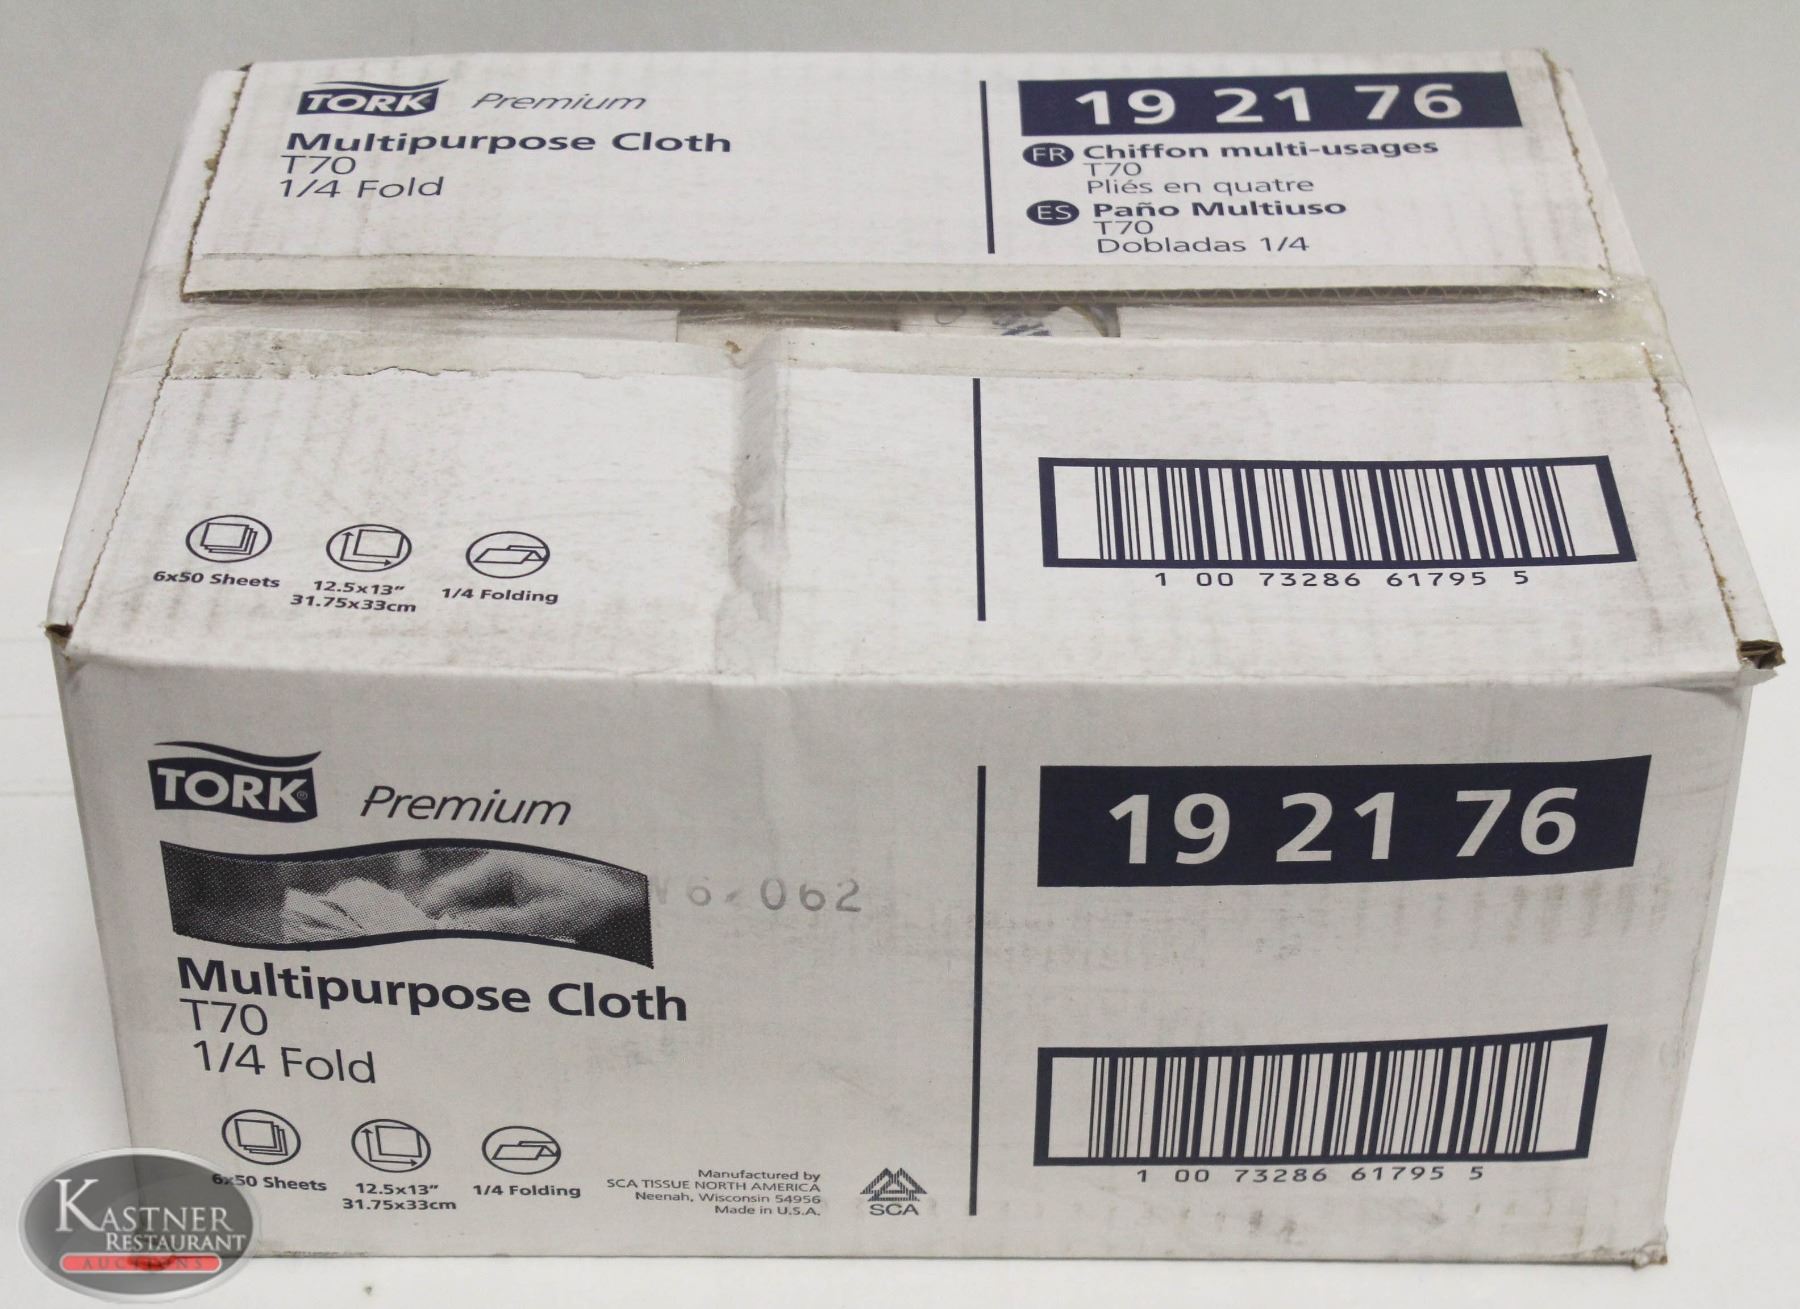 TORK Premium
Multipurpose Cloth
T70
1/4 Fold
19 21 76
FR Chiffon multi-usages
T70
Pliés en quatre
ES Paño Multiuso
T70
Dobladas 1/4
6x50 Sheets
12.5x13"
31.75x33cm
1/4 Folding
1 00 73286 61795 5
TORK® Premium
Multipurpose Cloth
T70
1/4 Fold
6x50 Sheets
12.5x13"
31.75x33cm
1/4 Folding
Manufactured by
SCA TISSUE NORTH AMERICA
Neenah, Wisconsin 54956
Made in U.S.A.
SCA
19 21 76
062
1 00 73286 61795 5
KASTNER
RESTAURANT
AUCTIONS